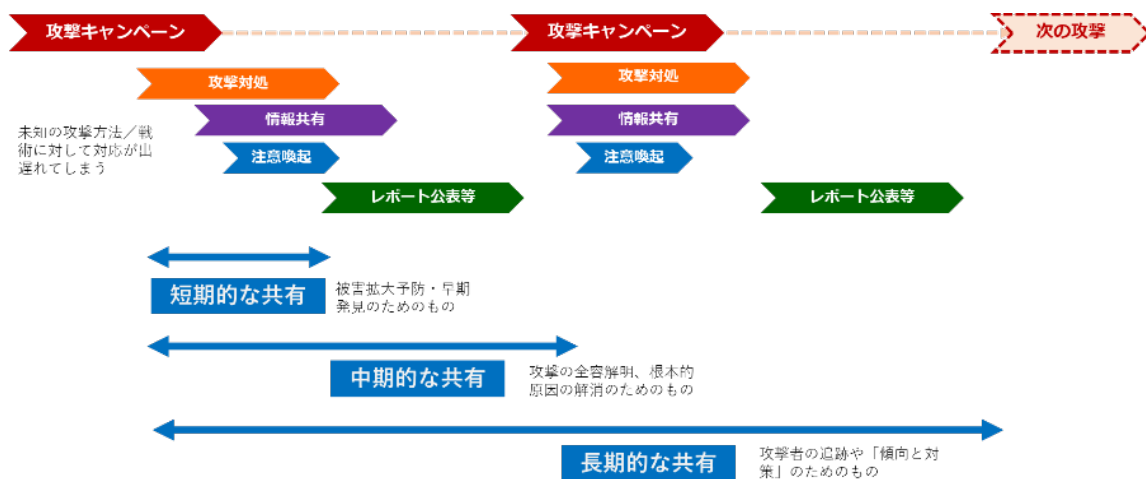 攻撃キャンペーン
攻撃キャンペーン
次の攻撃
攻撃対処
攻撃対処
情報共有
情報共有
未知の攻撃方法／戦
術に対して対応が出
遅れてしまう
注意喚起
注意喚起
レポート公表等
レポート公表等
短期的な共有
被害拡大予防・早期
発見のためのもの
中期的な共有
攻撃の全容解明、根本的
原因の解消のためのもの
長期的な共有
攻撃者の追跡や「傾向と対
策」のためのもの